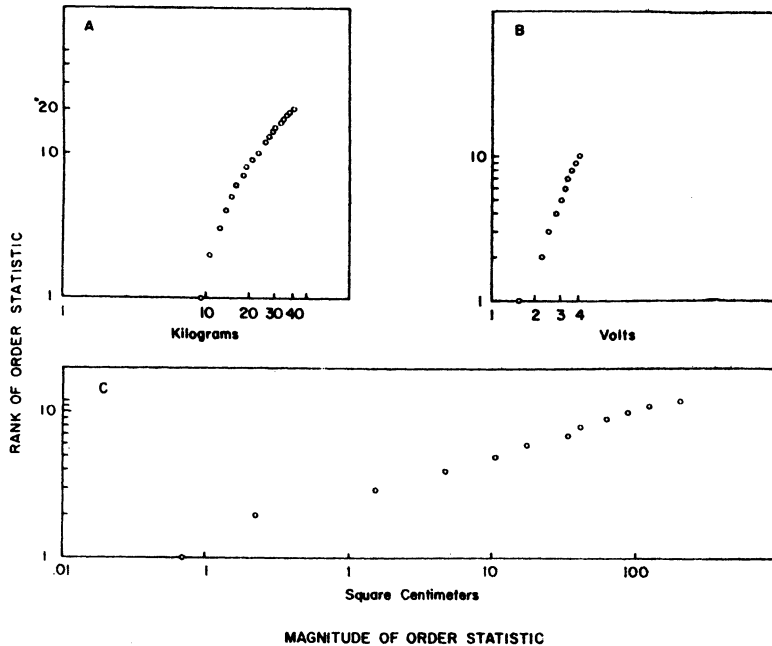 A
20
10
1
1
10
20
30
40
Kilograms
B
10
1
1
2
3
4
Volts
RANK OF ORDER STATISTIC
C
10
1
.01
1
1
10
100
Square Centimeters
MAGNITUDE OF ORDER STATISTIC